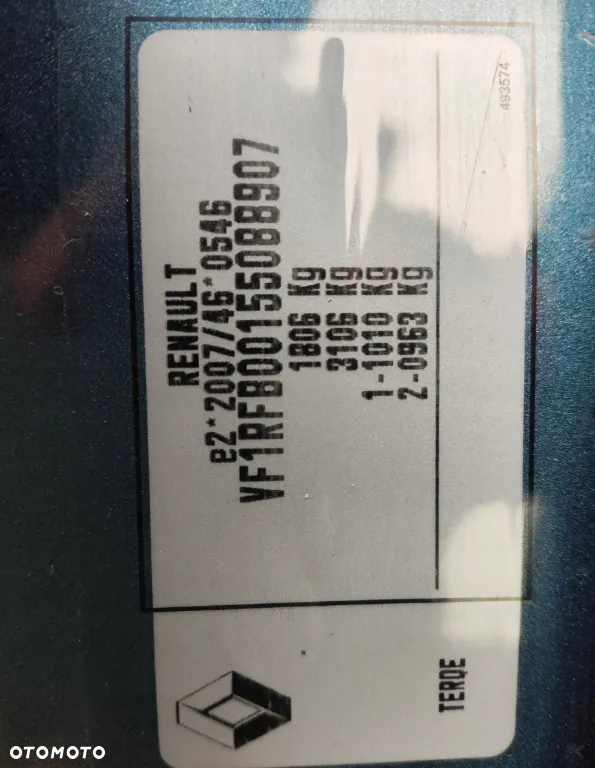 RENAULT
e2*2007/46*0546
VF1RFB00155088907
1806 Kg
3106 Kg
1-1010 Kg
2-0963 Kg
493574
TERQE
OTOMOTO